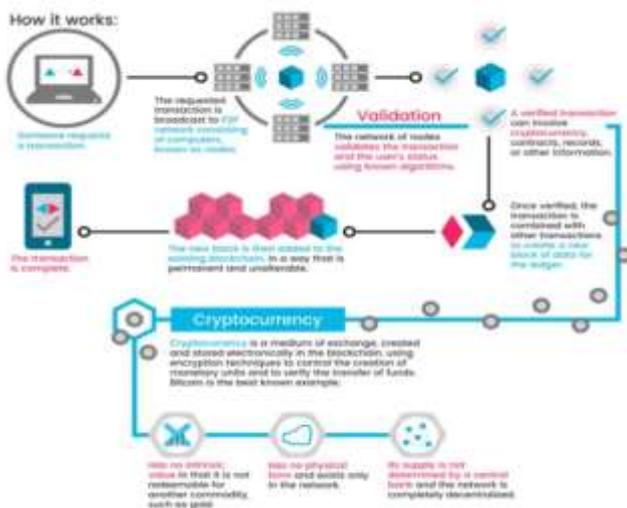 How it works:
Someone requests
a transaction.
The requested
transaction is
broadcast to P2P
network consisting
of computers,
known as nodes.
Validation
The network of nodes
validates the transaction
and the user's status
using known algorithms.
A verified transaction
can involve
cryptocurrency,
contracts, records,
or other information.
Once verified, the
transaction is
combined with
other transactions
to create a new
block of data for
the ledger.
The new block is then added to the
existing blockchain, in a way that is
permanent and unalterable.
The transaction
is complete.
Cryptocurrency
Cryptocurrency is a medium of exchange, created
and stored electronically in the blockchain, using
encryption techniques to control the creation of
monetary units and to verify the transfer of funds.
Bitcoin is the best known example.
Has no intrinsic
value in that it is not
redeemable for
another commodity,
such as gold.
Has no physical
form and exists only
in the network.
Its supply is not
determined by a central
bank and the network is
completely decentralized.